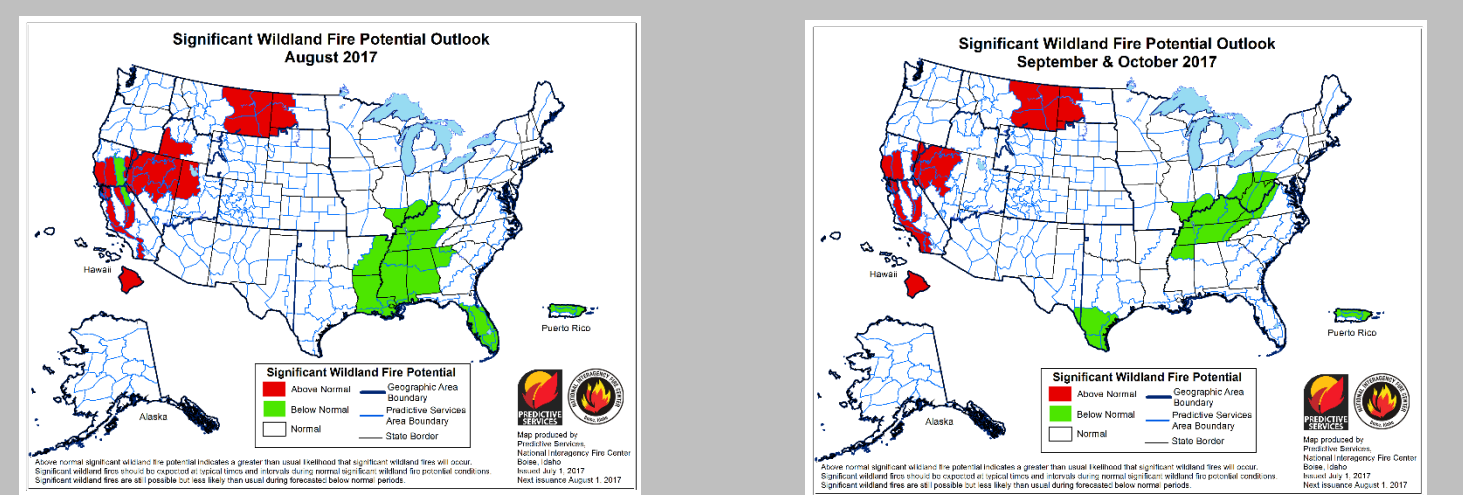 Significant Wildland Fire Potential Outlook
August 2017
Hawaii
Puerto Rico
Alaska
Significant Wildland Fire Potential
Above Normal
Below Normal
Normal
Geographic Area
Boundary
Predictive Services
Area Boundary
State Border
PREDICTIVE
SERVICES
NATIONAL INTERAGENCY FIRE CENTER
Boise, Idaho
Map produced by
Predictive Services,
National Interagency Fire Center
Boise, Idaho
Issued July 1, 2017
Next issuance August 1, 2017
Above normal significant wildland fire potential indicates a greater than usual likelihood that significant wildland fires will occur.
Significant wildland fires should be expected at typical times and intervals during normal significant wildland fire potential conditions.
Significant wildland fires are still possible but less likely than usual during forecasted below normal periods.
Significant Wildland Fire Potential Outlook
September & October 2017
Hawaii
Puerto Rico
Alaska
Significant Wildland Fire Potential
Above Normal
Below Normal
Normal
Geographic Area
Boundary
Predictive Services
Area Boundary
State Border
PREDICTIVE
SERVICES
NATIONAL INTERAGENCY FIRE CENTER
Boise, Idaho
Map produced by
Predictive Services,
National Interagency Fire Center
Boise, Idaho
Issued July 1, 2017
Next issuance August 1, 2017
Above normal significant wildland fire potential indicates a greater than usual likelihood that significant wildland fires will occur.
Significant wildland fires should be expected at typical times and intervals during normal significant wildland fire potential conditions.
Significant wildland fires are still possible but less likely than usual during forecasted below normal periods.